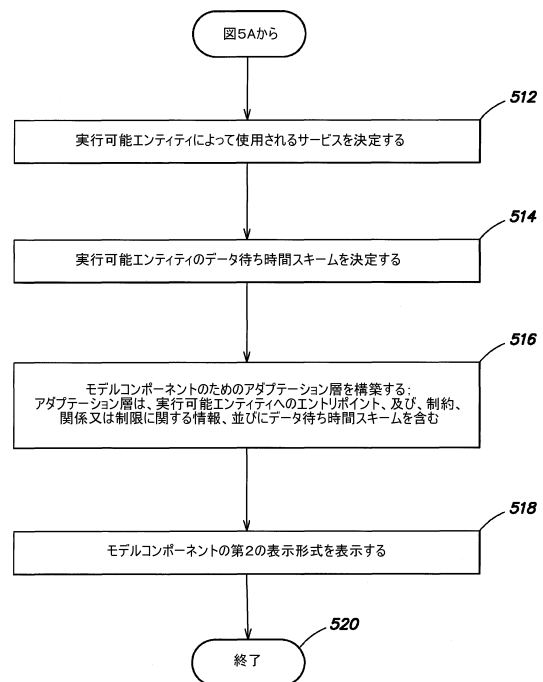 図5Aから
512
実行可能エンティティによって使用されるサービスを決定する
514
実行可能エンティティのデータ待ち時間スキームを決定する
516
モデルコンポーネントのためのアダプテーション層を構築する;
アダプテーション層は、実行可能エンティティへのエントリポイント、及び、制約、
関係又は制限に関する情報、並びにデータ待ち時間スキームを含む
518
モデルコンポーネントの第2の表示形式を表示する
520
終了